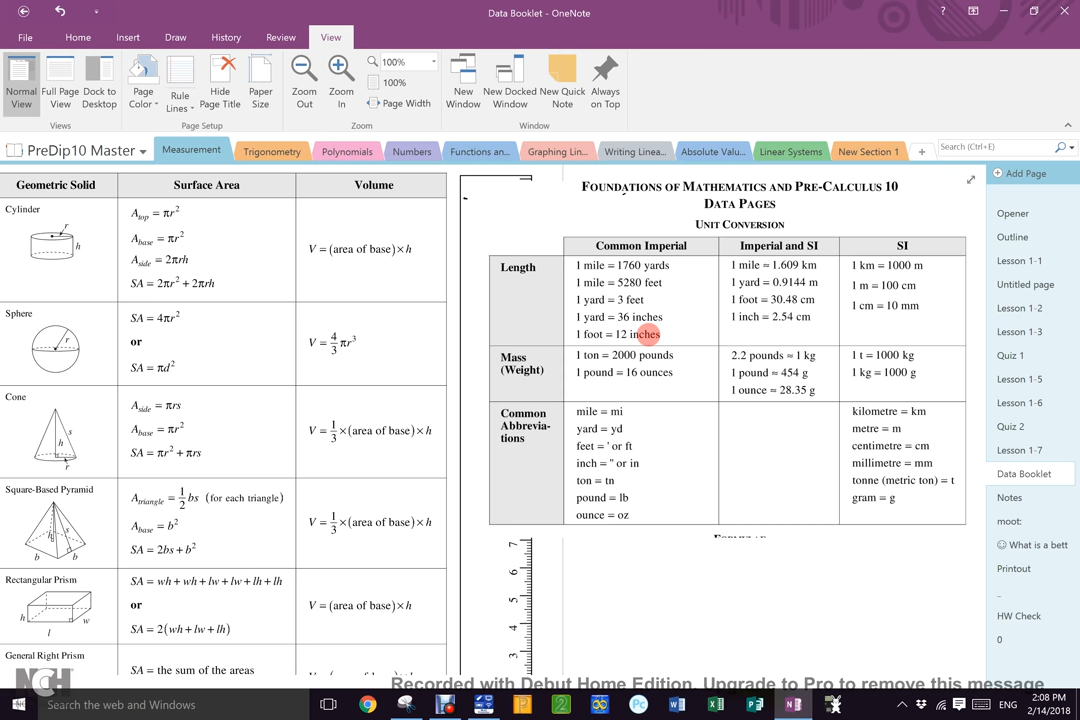 Data Booklet - OneNote
?
File Home Insert Draw History Review View
Normal View
Full Page View
Dock to Desktop
Page Color
Rule Lines
Hide Page Title
Paper Size
Zoom Out
Zoom In
100%
100%
Page Width
New Window
New Docked Window
New Quick Note
Always on Top
Views Page Setup Zoom Window
PreDip10 Master
Measurement Trigonometry Polynomials Numbers Functions an... Graphing Lin... Writing Linea... Absolute Valu... Linear Systems New Section 1 +
Search (Ctrl+E)
Geometric Solid Surface Area Volume
Cylinder
r
h
A_top = πr²
A_base = πr²
A_side = 2πrh
SA = 2πr² + 2πrh
V = (area of base) × h
Sphere
r
SA = 4πr²
or
SA = πd²
V = 4/3 πr³
Cone
s
h
r
A_side = πrs
A_base = πr²
SA = πr² + πrs
V = 1/3 × (area of base) × h
Square-Based Pyramid
h
s
b
b
A_triangle = 1/2 bs (for each triangle)
A_base = b²
SA = 2bs + b²
V = 1/3 × (area of base) × h
Rectangular Prism
h
w
l
SA = wh + wh + lw + lw + lh + lh
or
SA = 2(wh + lw + lh)
V = (area of base) × h
General Right Prism
SA = the sum of the areas
FOUNDATIONS OF MATHEMATICS AND PRE-CALCULUS 10
DATA PAGES
UNIT CONVERSION
Common Imperial Imperial and SI SI
Length
1 mile = 1760 yards
1 mile = 5280 feet
1 yard = 3 feet
1 yard = 36 inches
1 foot = 12 inches
1 mile ≈ 1.609 km
1 yard = 0.9144 m
1 foot = 30.48 cm
1 inch = 2.54 cm
1 km = 1000 m
1 m = 100 cm
1 cm = 10 mm
Mass
(Weight)
1 ton = 2000 pounds
1 pound = 16 ounces
2.2 pounds ≈ 1 kg
1 pound ≈ 454 g
1 ounce ≈ 28.35 g
1 t = 1000 kg
1 kg = 1000 g
Common
Abbrevia-
tions
mile = mi
yard = yd
feet = ' or ft
inch = " or in
ton = tn
pound = lb
ounce = oz
kilometre = km
metre = m
centimetre = cm
millimetre = mm
tonne (metric ton) = t
gram = g
7
6
5
4
3
Add Page
Opener
Outline
Lesson 1-1
Untitled page
Lesson 1-2
Lesson 1-3
Quiz 1
Lesson 1-5
Lesson 1-6
Quiz 2
Lesson 1-7
Data Booklet
Notes
moot:
What is a bett
Printout
HW Check
0
NCH
Recorded with Debut Home Edition. Upgrade to Pro to remove this message
Search the web and Windows
ENG
2:08 PM
2/14/2018